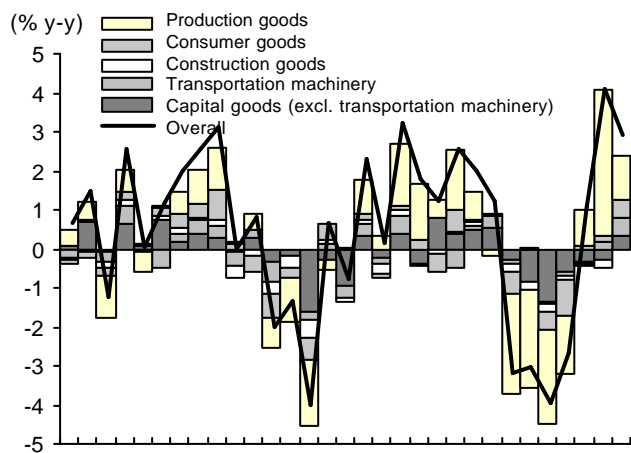 (% y-y)
Production goods
Consumer goods
Construction goods
Transportation machinery
Capital goods (excl. transportation machinery)
Overall
5
4
3
2
1
0
-1
-2
-3
-4
-5